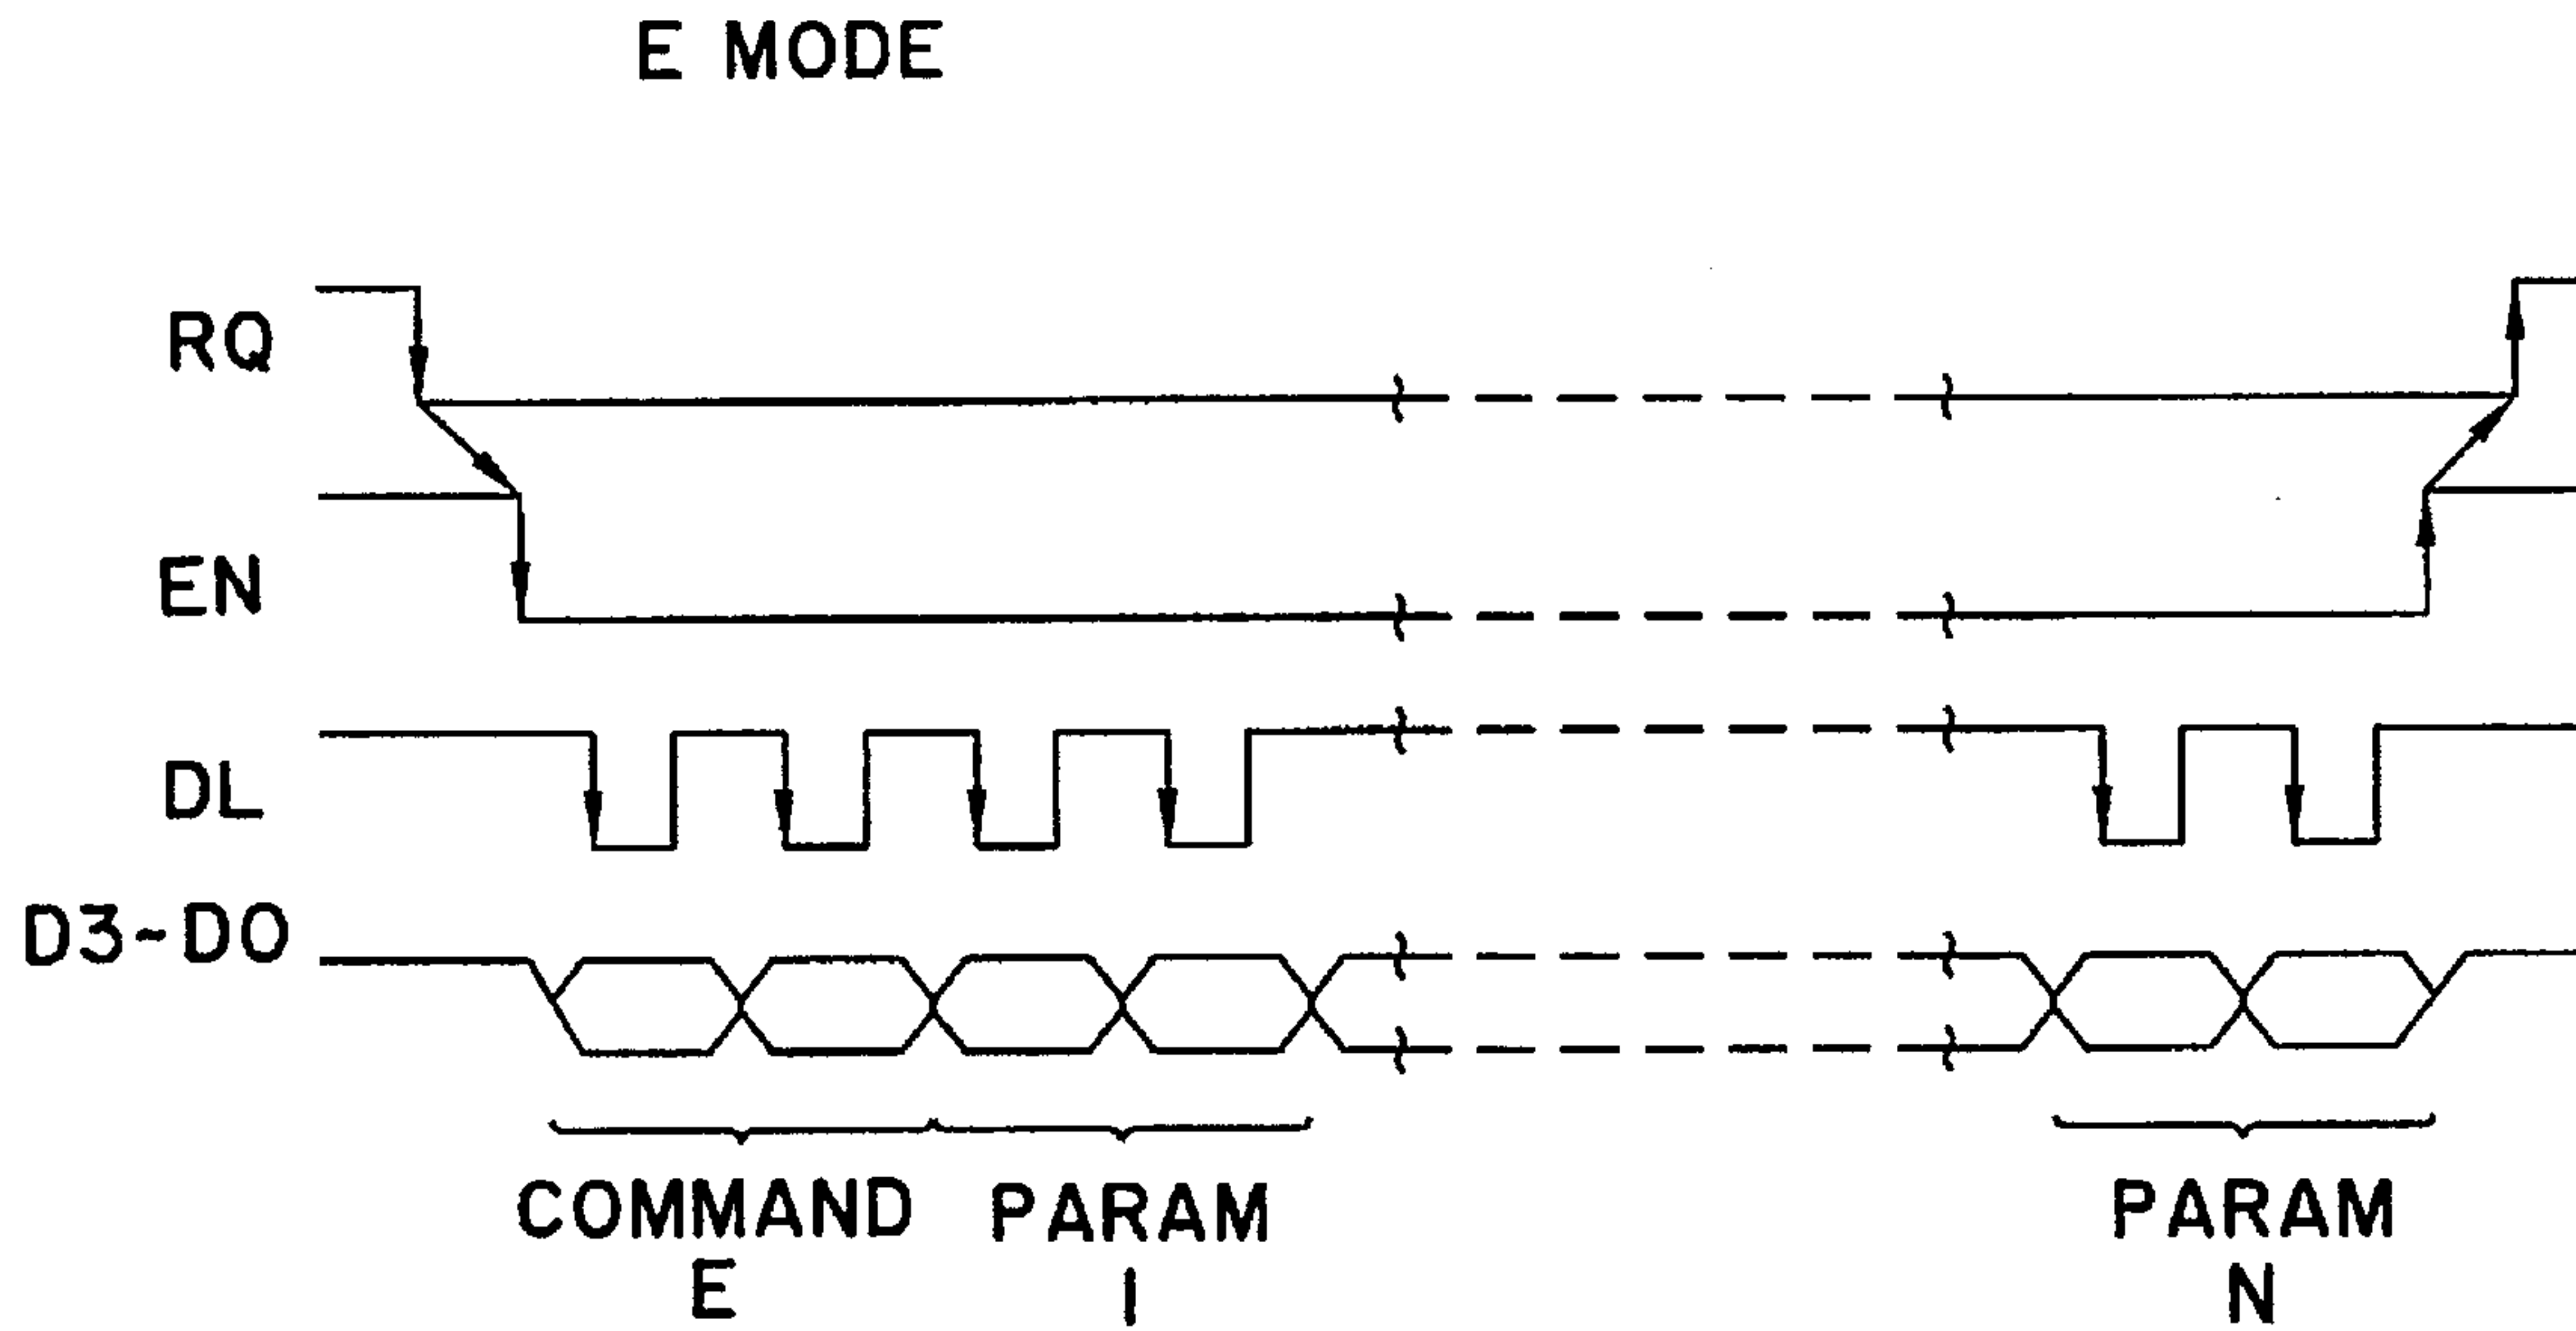 E MODE
RQ
EN
DL
D3~D0
COMMAND
E
PARAM
1
PARAM
N